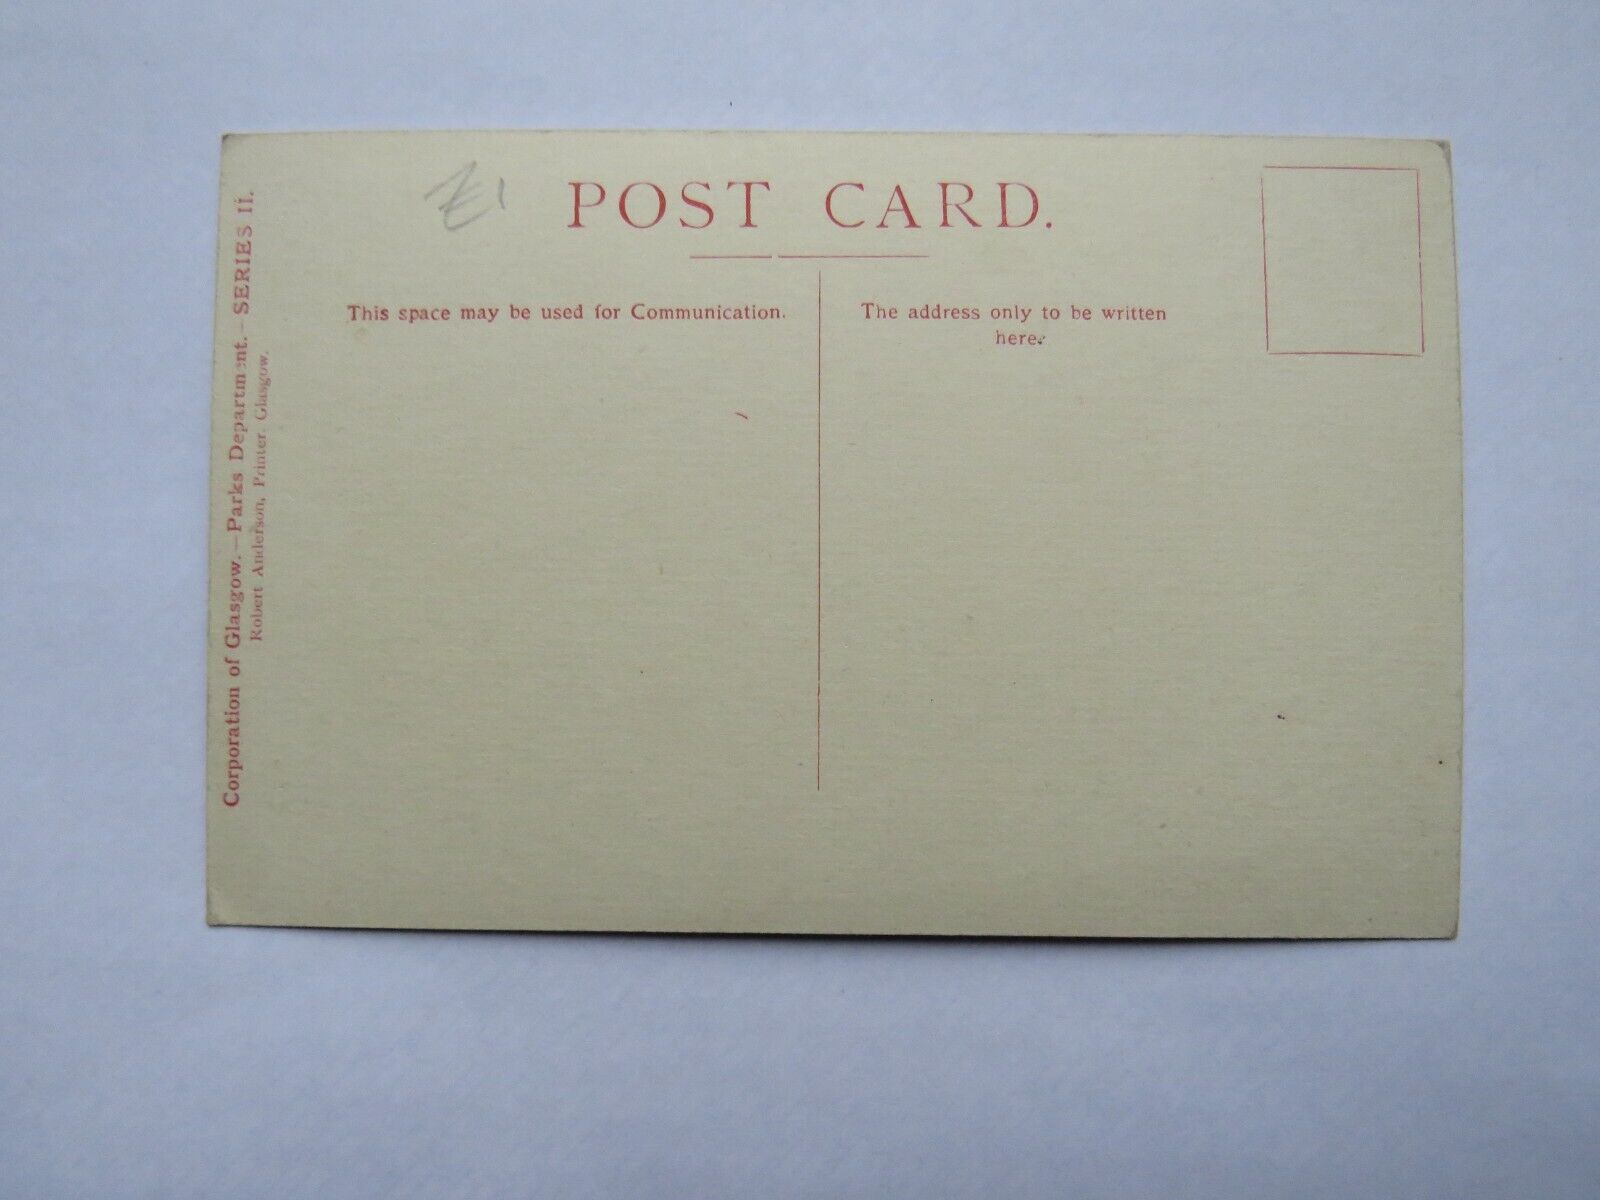 POST CARD.
This space may be used for Communication.
The address only to be written
here.
Corporation of Glasgow.—Parks Department.—SERIES II.
Robert Anderson, Printer, Glasgow.